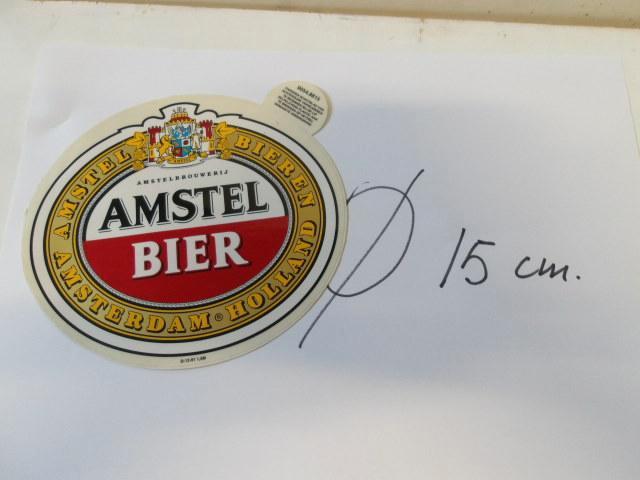 AMSTELBROUWERIJ
AMSTEL BIEREN
AMSTEL
BIER
AMSTERDAM ® HOLLAND
Ø 15 cm.